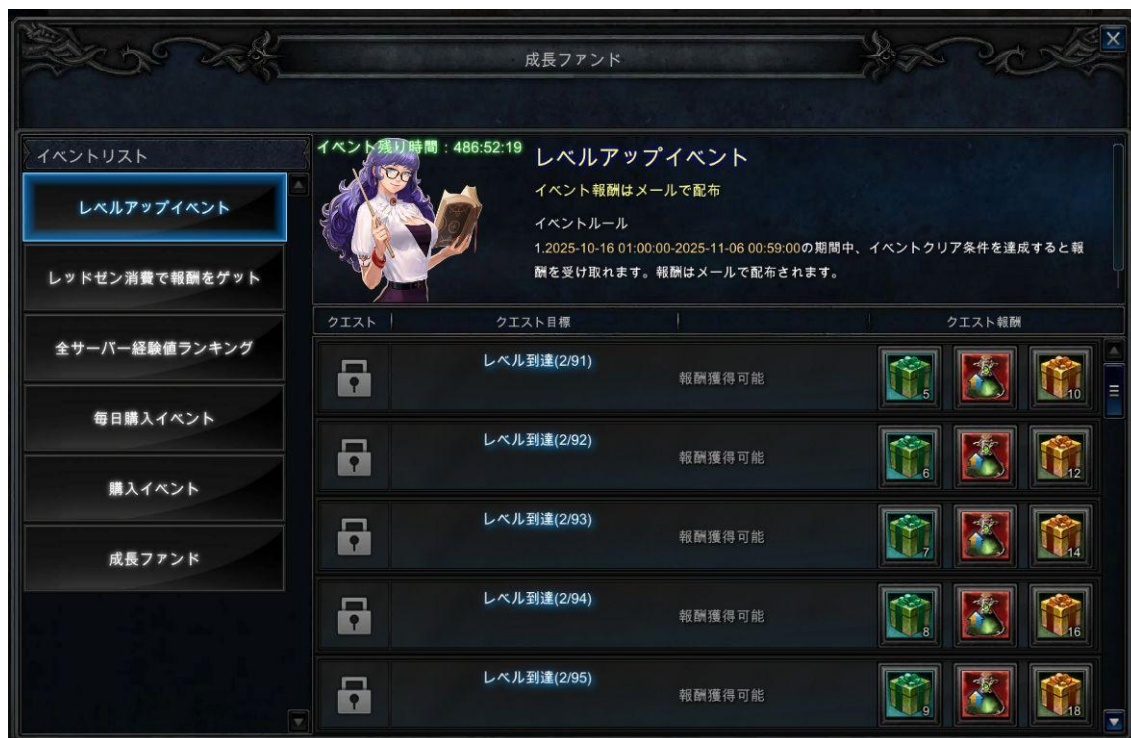 成長ファンド
イベントリスト
レベルアップイベント
レッドゼン消費で報酬をゲット
全サーバー経験値ランキング
毎日購入イベント
購入イベント
成長ファンド
イベント残り時間:486:52:19
レベルアップイベント
イベント報酬はメールで配布
イベントルール
1.2025-10-16 01:00:00-2025-11-06 00:59:00の期間中、イベントクリア条件を達成すると報
酬を受け取れます。報酬はメールで配布されます。
クエスト クエスト目標 クエスト報酬
レベル到達(2/91) 報酬獲得可能 5 10
レベル到達(2/92) 報酬獲得可能 6 12
レベル到達(2/93) 報酬獲得可能 7 14
レベル到達(2/94) 報酬獲得可能 8 16
レベル到達(2/95) 報酬獲得可能 9 18